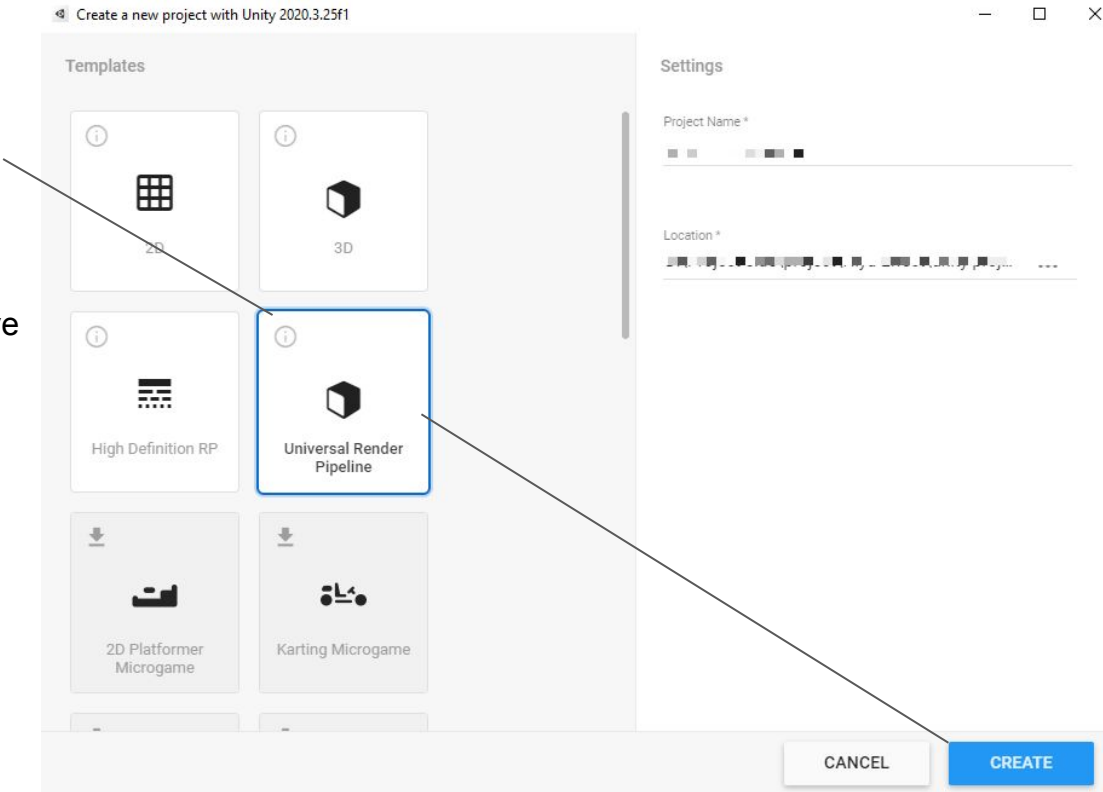 Create a new project with Unity 2020.3.25f1
Templates
2D
3D
High Definition RP
Universal Render
Pipeline
2D Platformer
Microgame
Karting Microgame
Settings
Project Name *
Location *
CANCEL
CREATE